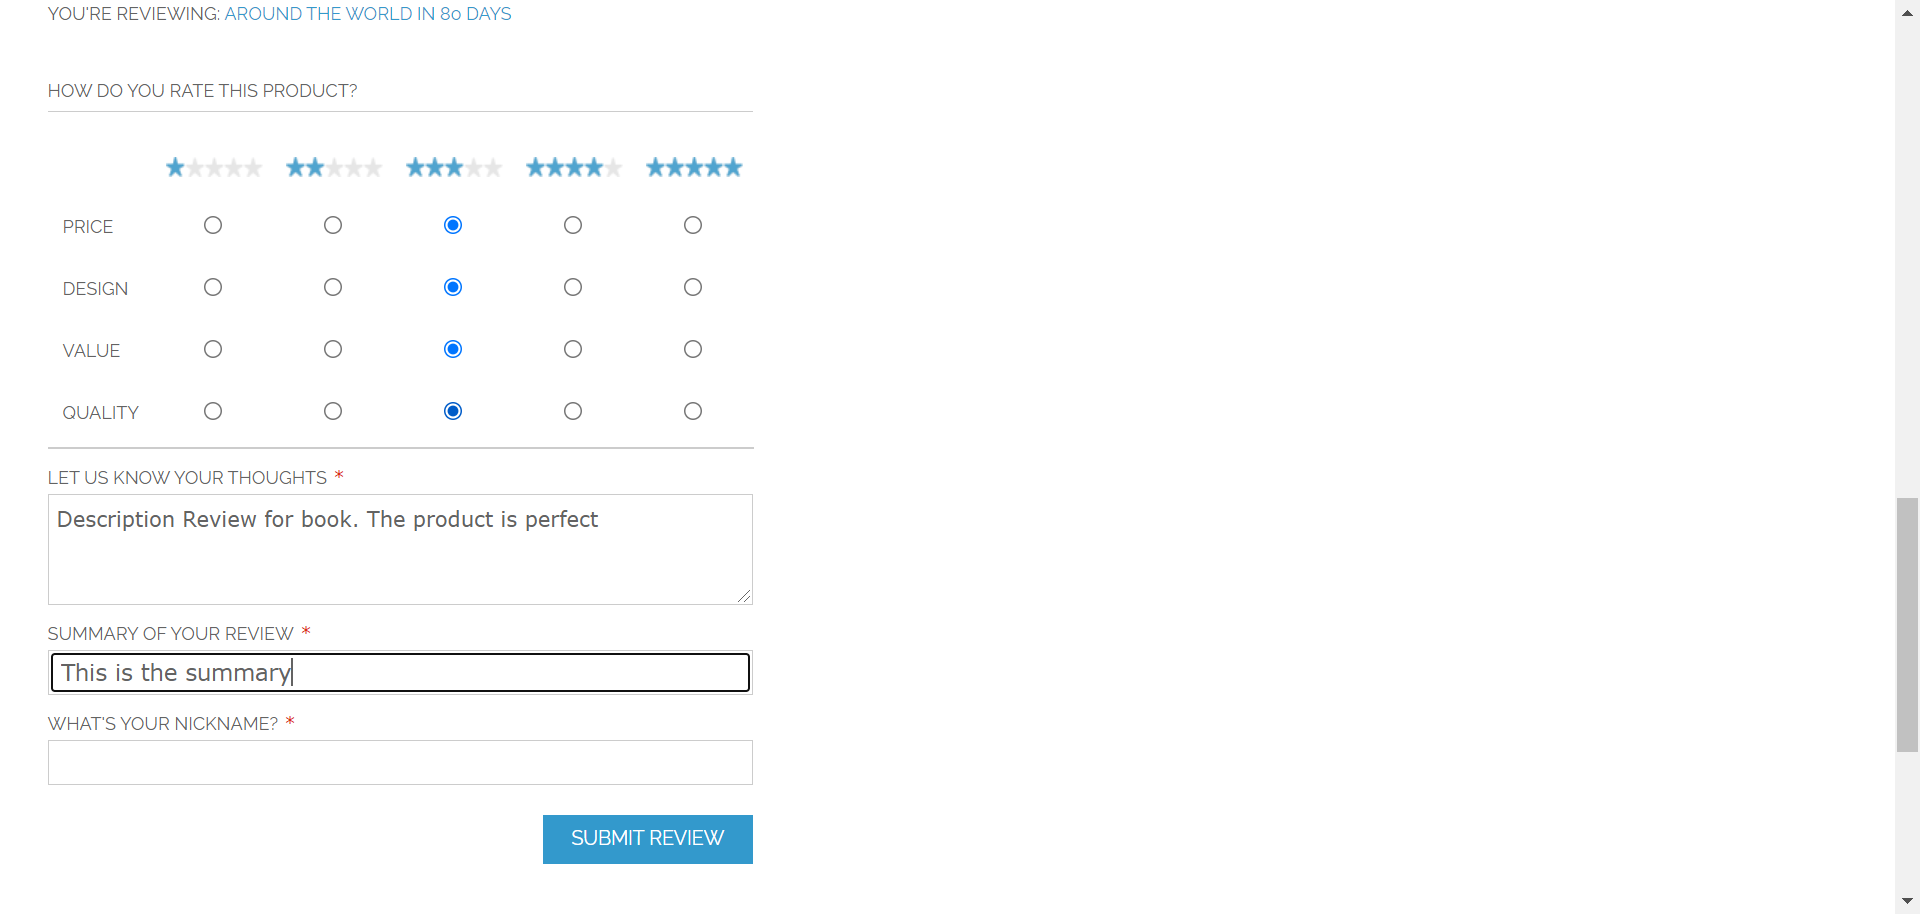 YOU'RE REVIEWING: AROUND THE WORLD IN 80 DAYS
HOW DO YOU RATE THIS PRODUCT?
PRICE
DESIGN
VALUE
QUALITY
LET US KNOW YOUR THOUGHTS *
Description Review for book. The product is perfect
SUMMARY OF YOUR REVIEW *
This is the summary
WHAT'S YOUR NICKNAME? *
SUBMIT REVIEW